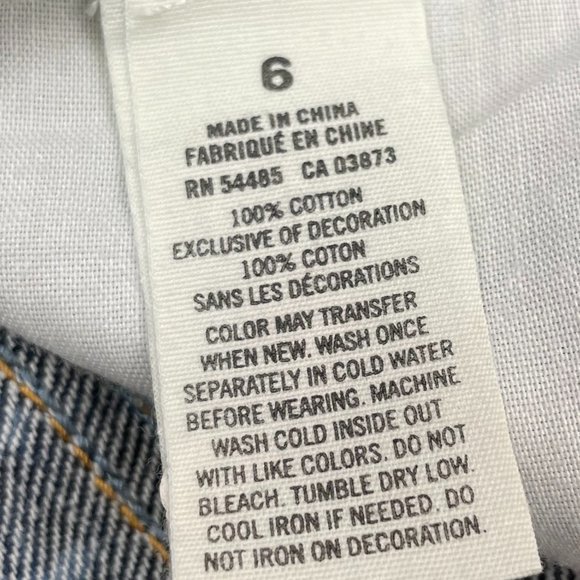 6
MADE IN CHINA
FABRIQUÉ EN CHINE
RN 54485 CA 03873
100% COTTON
EXCLUSIVE OF DECORATION
100% COTON
SANS LES DÉCORATIONS
COLOR MAY TRANSFER
WHEN NEW. WASH ONCE
SEPARATELY IN COLD WATER
BEFORE WEARING. MACHINE
WASH COLD INSIDE OUT
WITH LIKE COLORS. DO NOT
BLEACH. TUMBLE DRY LOW.
COOL IRON IF NEEDED. DO
NOT IRON ON DECORATION.